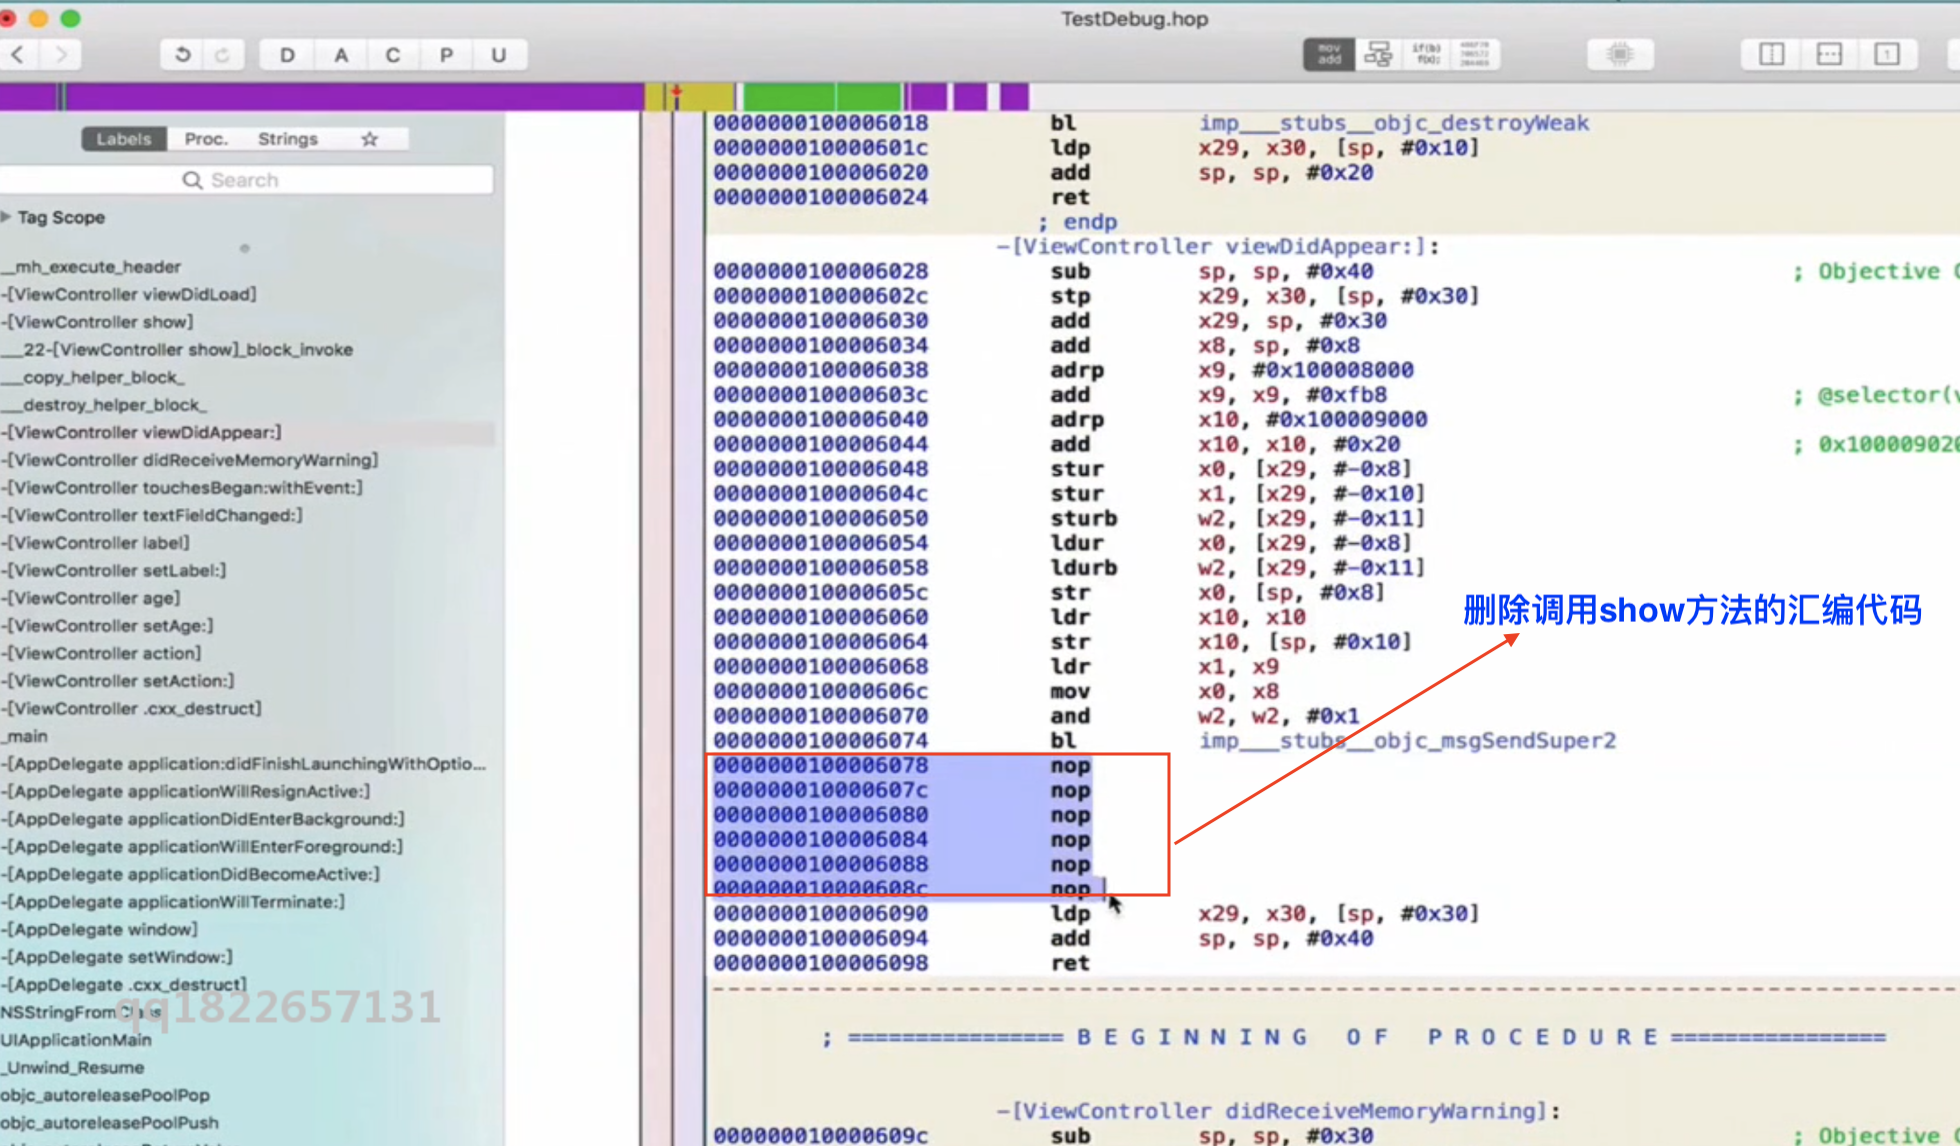 TestDebug.hop
D A C P U
mov add
if(b) f(x);
Labels Proc. Strings ☆
Search
Tag Scope
__mh_execute_header
-[ViewController viewDidLoad]
-[ViewController show]
___22-[ViewController show]_block_invoke
___copy_helper_block_
___destroy_helper_block_
-[ViewController viewDidAppear:]
-[ViewController didReceiveMemoryWarning]
-[ViewController touchesBegan:withEvent:]
-[ViewController textFieldChanged:]
-[ViewController label]
-[ViewController setLabel:]
-[ViewController age]
-[ViewController setAge:]
-[ViewController action]
-[ViewController setAction:]
-[ViewController .cxx_destruct]
_main
-[AppDelegate application:didFinishLaunchingWithOptio...
-[AppDelegate applicationWillResignActive:]
-[AppDelegate applicationDidEnterBackground:]
-[AppDelegate applicationWillEnterForeground:]
-[AppDelegate applicationDidBecomeActive:]
-[AppDelegate applicationWillTerminate:]
-[AppDelegate window]
-[AppDelegate setWindow:]
-[AppDelegate .cxx_destruct]
NSStringFromClass
qq1822657131
UIApplicationMain
_Unwind_Resume
objc_autoreleasePoolPop
objc_autoreleasePoolPush
0000000100006018 bl imp___stubs__objc_destroyWeak
000000010000601c ldp x29, x30, [sp, #0x10]
0000000100006020 add sp, sp, #0x20
0000000100006024 ret
; endp
-[ViewController viewDidAppear:]:
0000000100006028 sub sp, sp, #0x40 ; Objective
000000010000602c stp x29, x30, [sp, #0x30]
0000000100006030 add x29, sp, #0x30
0000000100006034 add x8, sp, #0x8
0000000100006038 adrp x9, #0x100008000
000000010000603c add x9, x9, #0xfb8 ; @selector(v
0000000100006040 adrp x10, #0x100009000
0000000100006044 add x10, x10, #0x20 ; 0x100009020
0000000100006048 stur x0, [x29, #-0x8]
000000010000604c stur x1, [x29, #-0x10]
0000000100006050 sturb w2, [x29, #-0x11]
0000000100006054 ldur x0, [x29, #-0x8]
0000000100006058 ldurb w2, [x29, #-0x11]
000000010000605c str x0, [sp, #0x8]
0000000100006060 ldr x10, x10
0000000100006064 str x10, [sp, #0x10]
0000000100006068 ldr x1, x9
000000010000606c mov x0, x8
0000000100006070 and w2, w2, #0x1
0000000100006074 bl imp___stubs__objc_msgSendSuper2
0000000100006078 nop
000000010000607c nop
0000000100006080 nop
0000000100006084 nop
0000000100006088 nop
000000010000608c nop
0000000100006090 ldp x29, x30, [sp, #0x30]
0000000100006094 add sp, sp, #0x40
0000000100006098 ret
删除调用show方法的汇编代码
; ================ B E G I N N I N G   O F   P R O C E D U R E ================
-[ViewController didReceiveMemoryWarning]:
000000010000609c sub sp, sp, #0x30 ; Objective